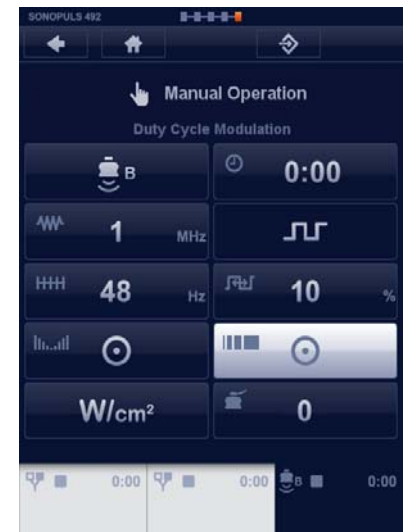 SONOPULS 492
Manual Operation
Duty Cycle Modulation
B 0:00
1 MHz
48 Hz 10 %
W/cm² 0
0:00 0:00 B 0:00